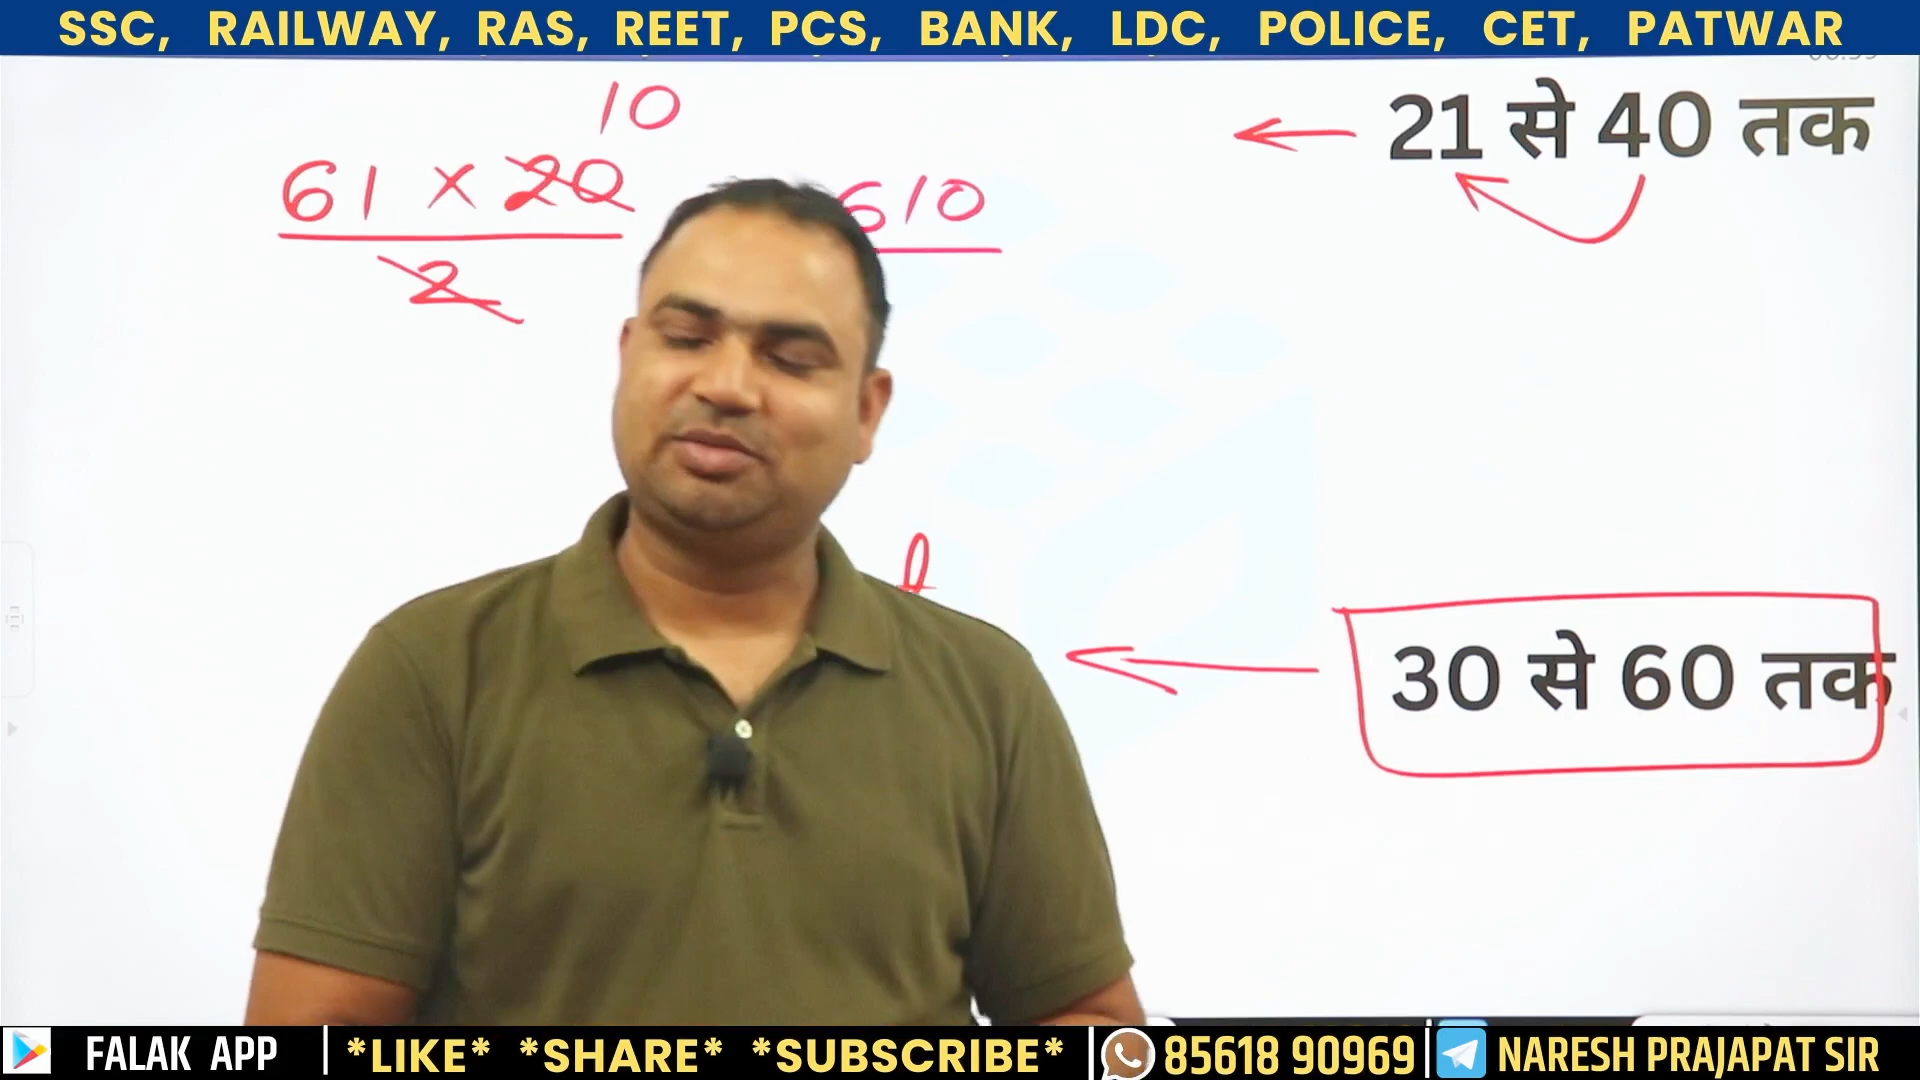 SSC, RAILWAY, RAS, REET, PCS, BANK, LDC, POLICE, CET, PATWAR
10
61 × 20
2
610
21 से 40 तक
30 से 60 तक
FALAK APP
*LIKE* *SHARE* *SUBSCRIBE*
85618 90969
NARESH PRAJAPAT SIR